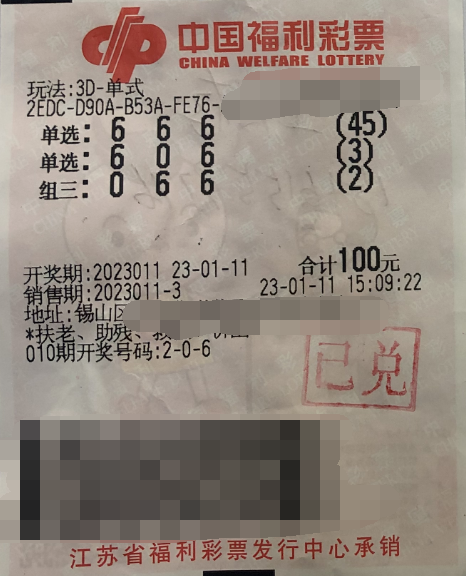 中国福利彩票
CHINA WELFARE LOTTERY
玩法:3D-单式
2EDC-D90A-B53A-FE76-
单选: 6 6 6 (45)
单选: 6 0 6 (3)
组三: 0 6 6 (2)
开奖期:2023011 23-01-11 合计100元
销售期:2023011-3 23-01-11 15:09:22
地址:锡山区
*扶老、助残、
010期开奖号码:2-0-6
已兑
江苏省福利彩票发行中心承销